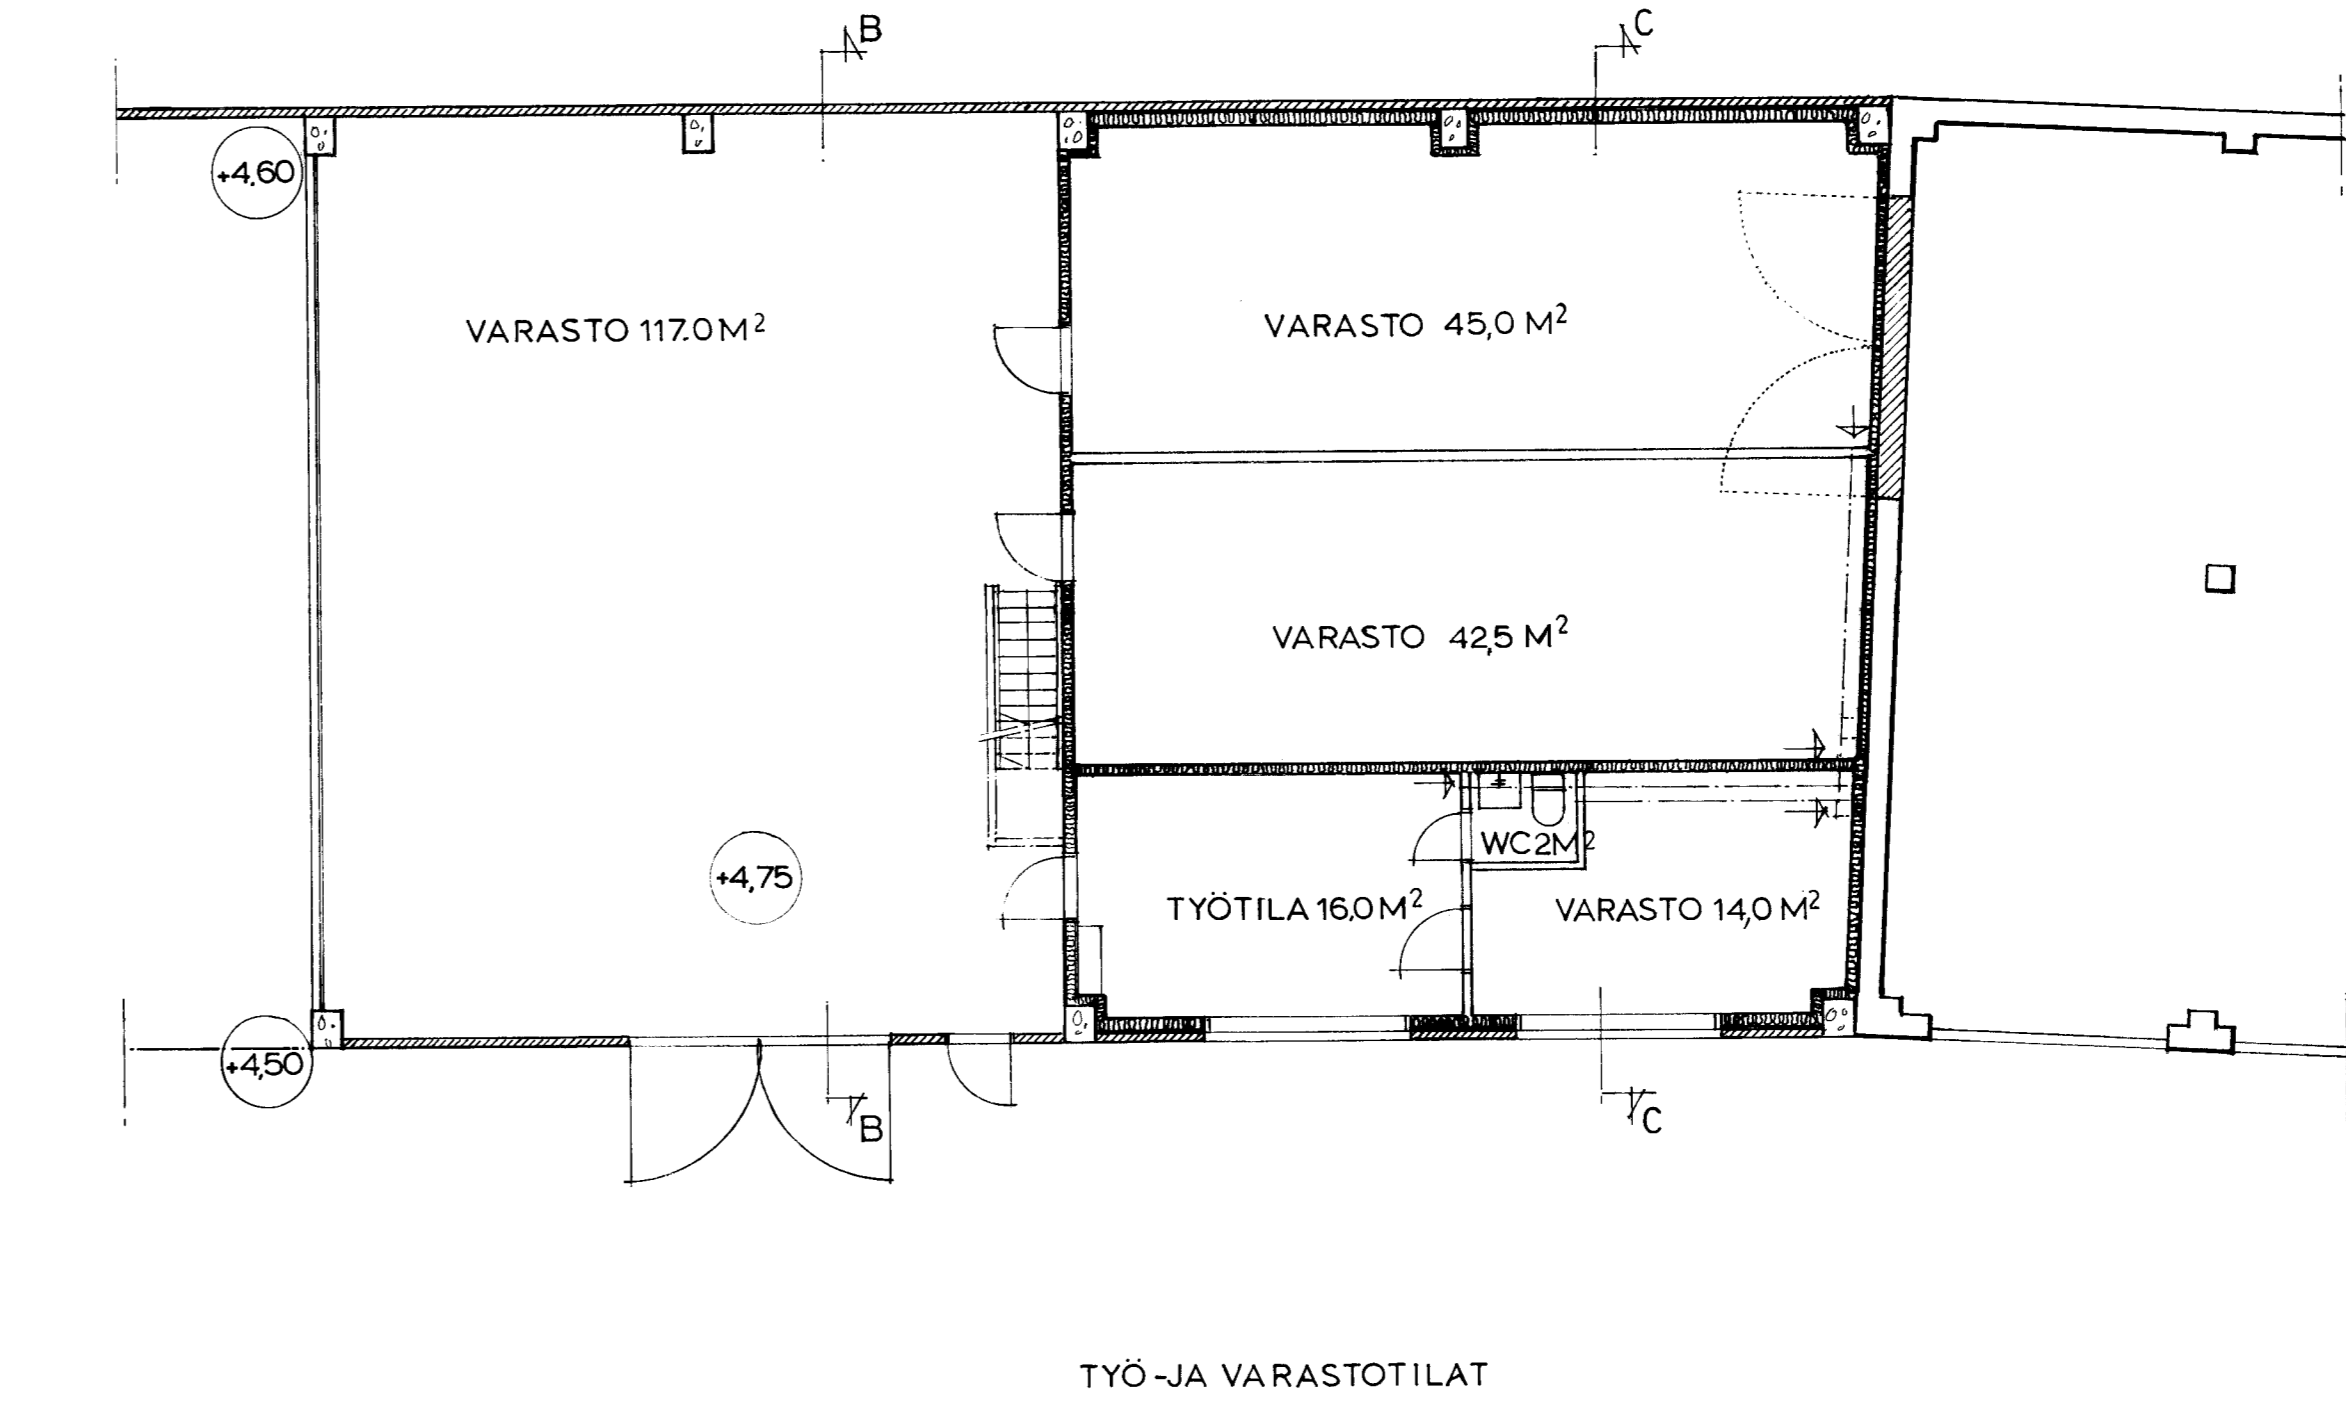 B
C
+4.60
VARASTO 117.0 M²
VARASTO 45,0 M²
VARASTO 42,5 M²
WC 2M²
+4,75
TYÖTILA 16,0 M²
VARASTO 14,0 M²
+4,50
B
C
TYÖ-JA VARASTOTILAT